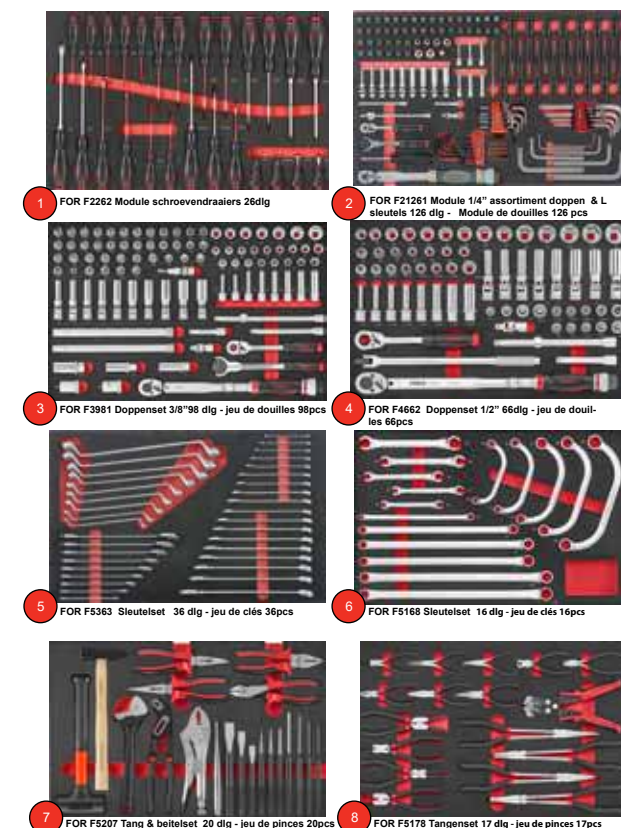 1 FOR F2262 Module schroevendraaiers 26dlg
2 FOR F21261 Module 1/4” assortiment doppen & L
sleutels 126 dlg - Module de douilles 126 pcs
3 FOR F3981 Doppenset 3/8”98 dlg - jeu de douilles 98pcs
4 FOR F4662 Doppenset 1/2” 66dlg - jeu de douil-
les 66pcs
5 FOR F5363 Sleutelset 36 dlg - jeu de clés 36pcs
6 FOR F5168 Sleutelset 16 dlg - jeu de clés 16pcs
7 FOR F5207 Tang & beitelset 20 dlg - jeu de pinces 20pcs
8 FOR F5178 Tangenset 17 dlg - jeu de pinces 17pcs